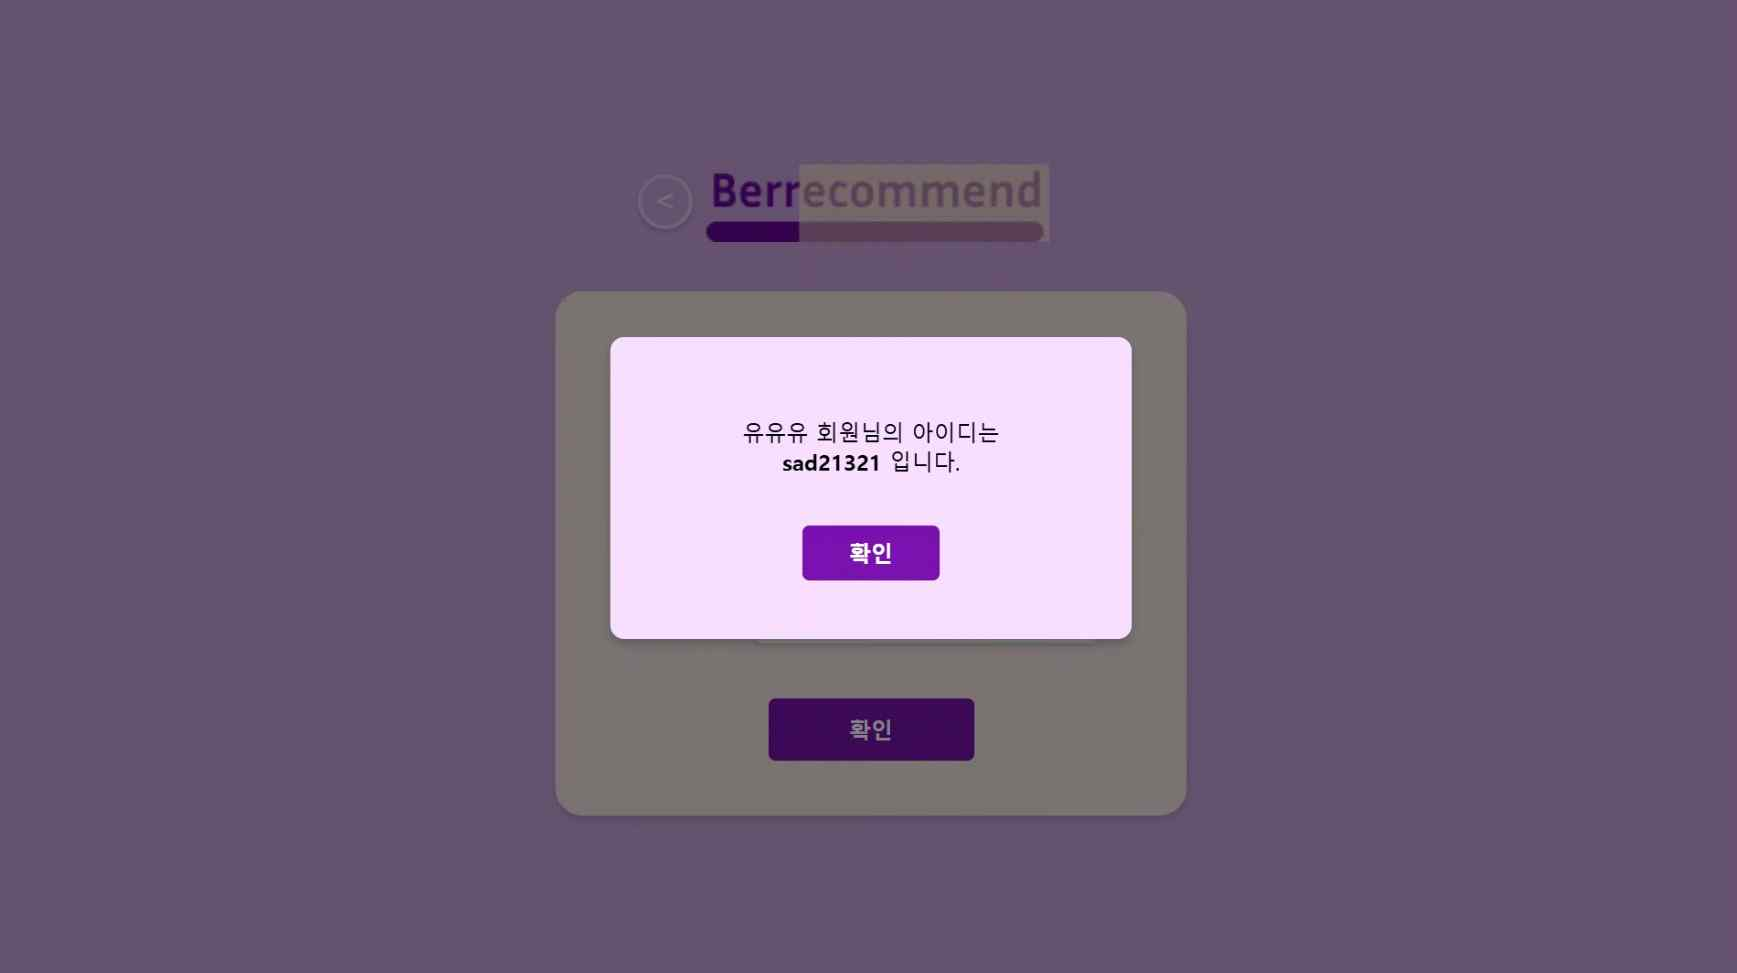 <
Berrecommend
유유유 회원님의 아이디는
sad21321 입니다.
확인
확인